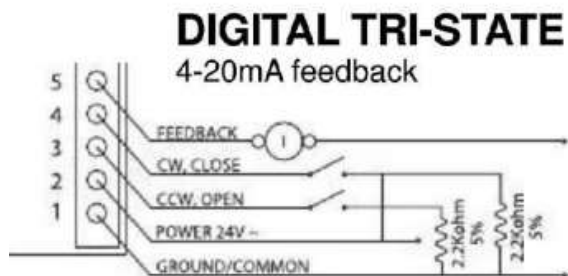 DIGITAL TRI-STATE
4-20mA feedback
5
4
3
2
1
FEEDBACK
I
CW, CLOSE
CCW, OPEN
POWER 24V ~
GROUND/COMMON
2.2Kohm
5%
2.2Kohm
5%